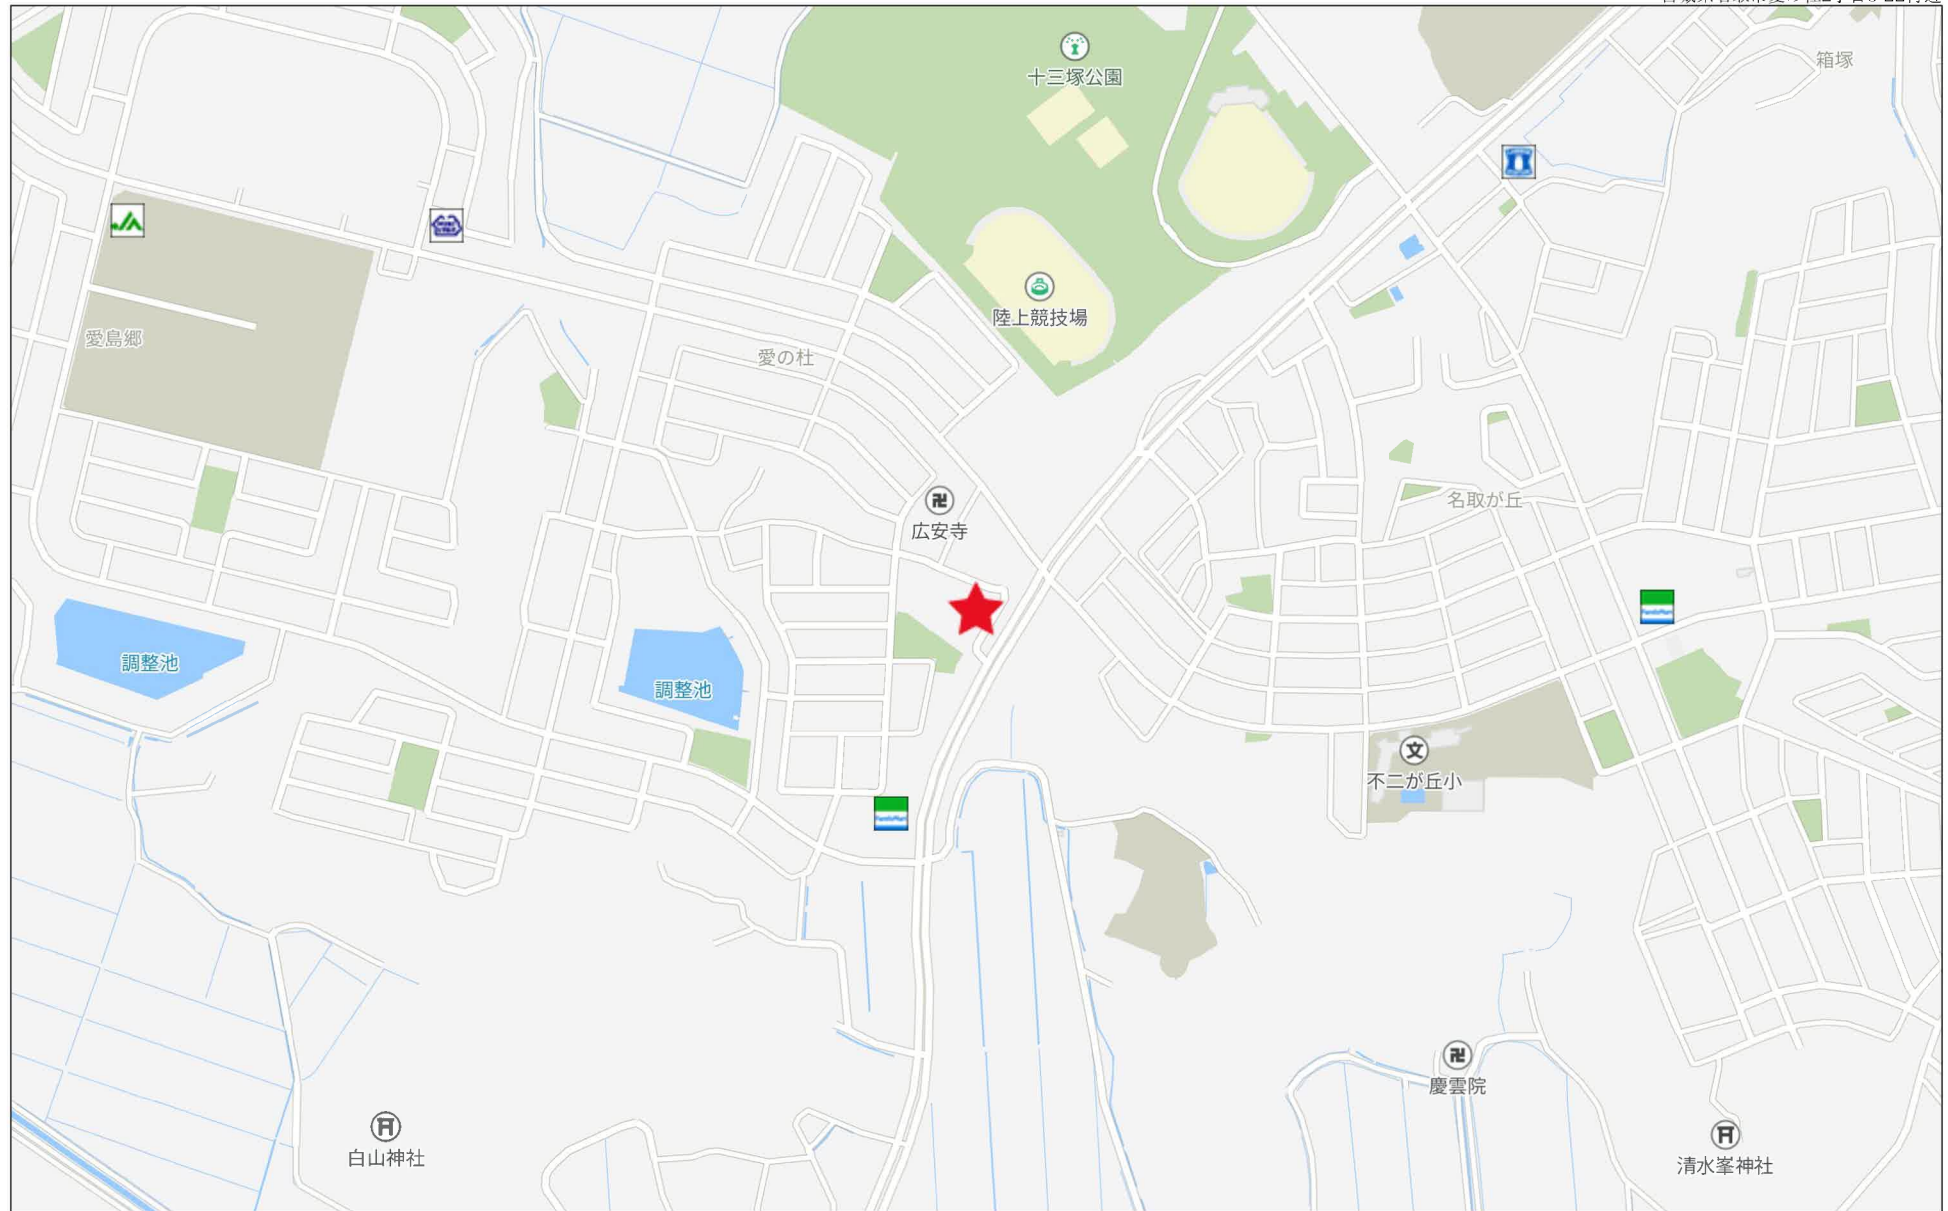 箱塚
十三塚公園
陸上競技場
愛島郷
愛の杜
名取が丘
広安寺
FamilyMart
調整池
調整池
不二が丘小
FamilyMart
慶雲院
白山神社
清水峯神社